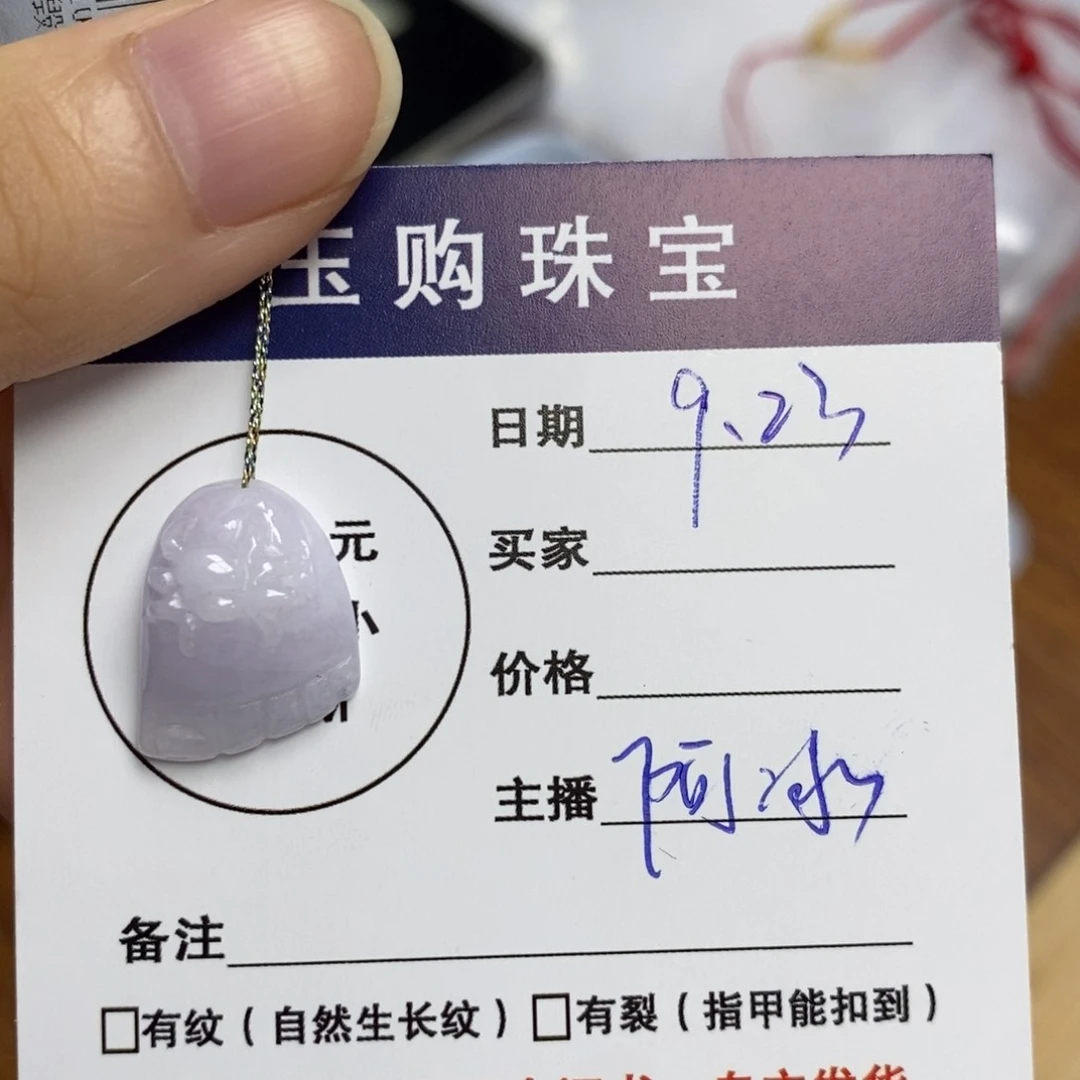 玉购珠宝
日期 9.23
元
买家
小
价格
主播 阿冰
备注
□有纹（自然生长纹）□有裂（指甲能扣到）